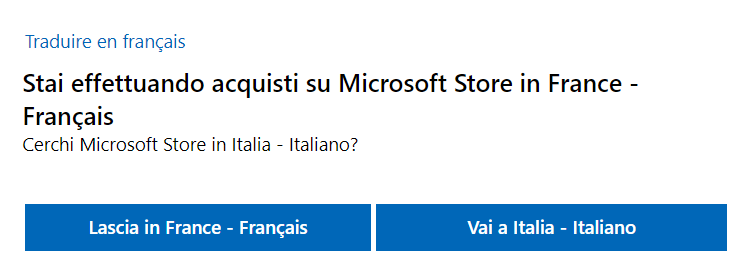 Traduire en français
Stai effettuando acquisti su Microsoft Store in France -
Français
Cerchi Microsoft Store in Italia - Italiano?
Lascia in France - Français
Vai a Italia - Italiano